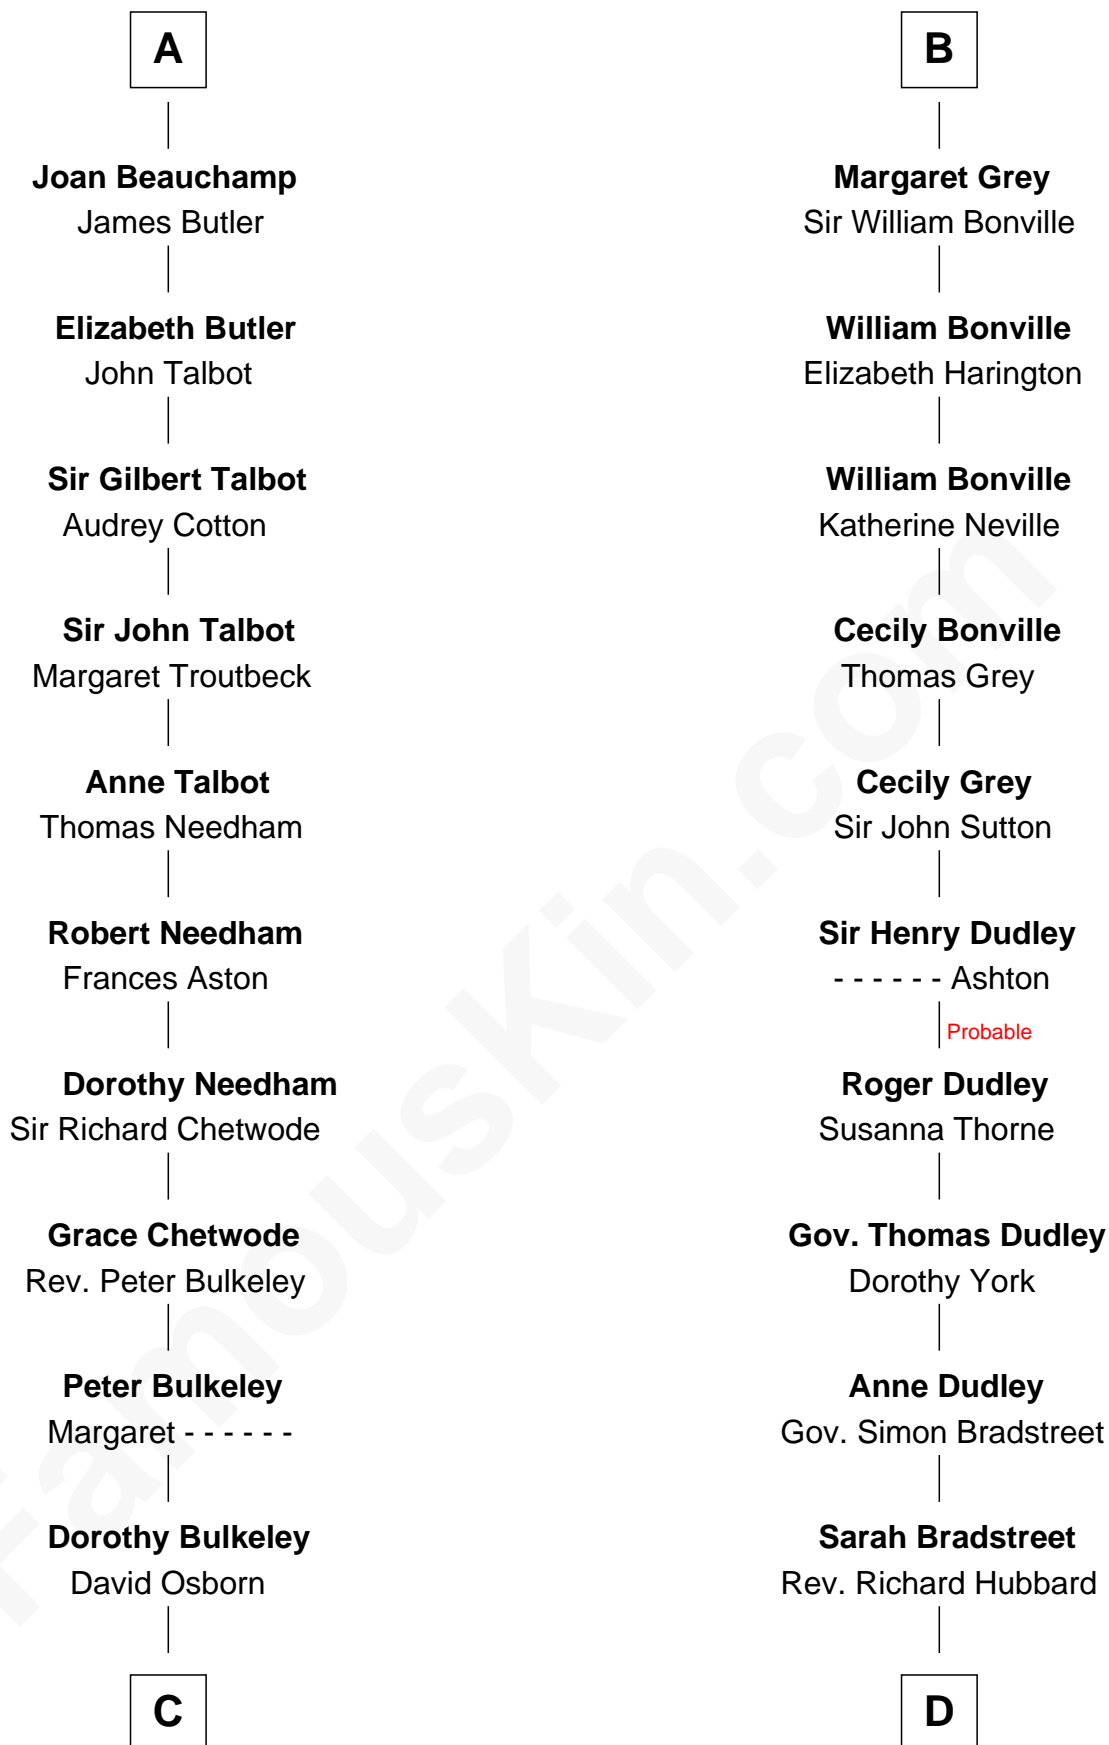 A
Joan Beauchamp
James Butler
Elizabeth Butler
John Talbot
Sir Gilbert Talbot
Audrey Cotton
Sir John Talbot
Margaret Troutbeck
Anne Talbot
Thomas Needham
Robert Needham
Frances Aston
Dorothy Needham
Sir Richard Chetwode
Grace Chetwode
Rev. Peter Bulkeley
Peter Bulkeley
Margaret - - - - - -
Dorothy Bulkeley
David Osborn
C
B
Margaret Grey
Sir William Bonville
William Bonville
Elizabeth Harington
William Bonville
Katherine Neville
Cecily Bonville
Thomas Grey
Cecily Grey
Sir John Sutton
Sir Henry Dudley
- - - - - - Ashton
Probable
Roger Dudley
Susanna Thorne
Gov. Thomas Dudley
Dorothy York
Anne Dudley
Gov. Simon Bradstreet
Sarah Bradstreet
Rev. Richard Hubbard
D
FamousKin.com